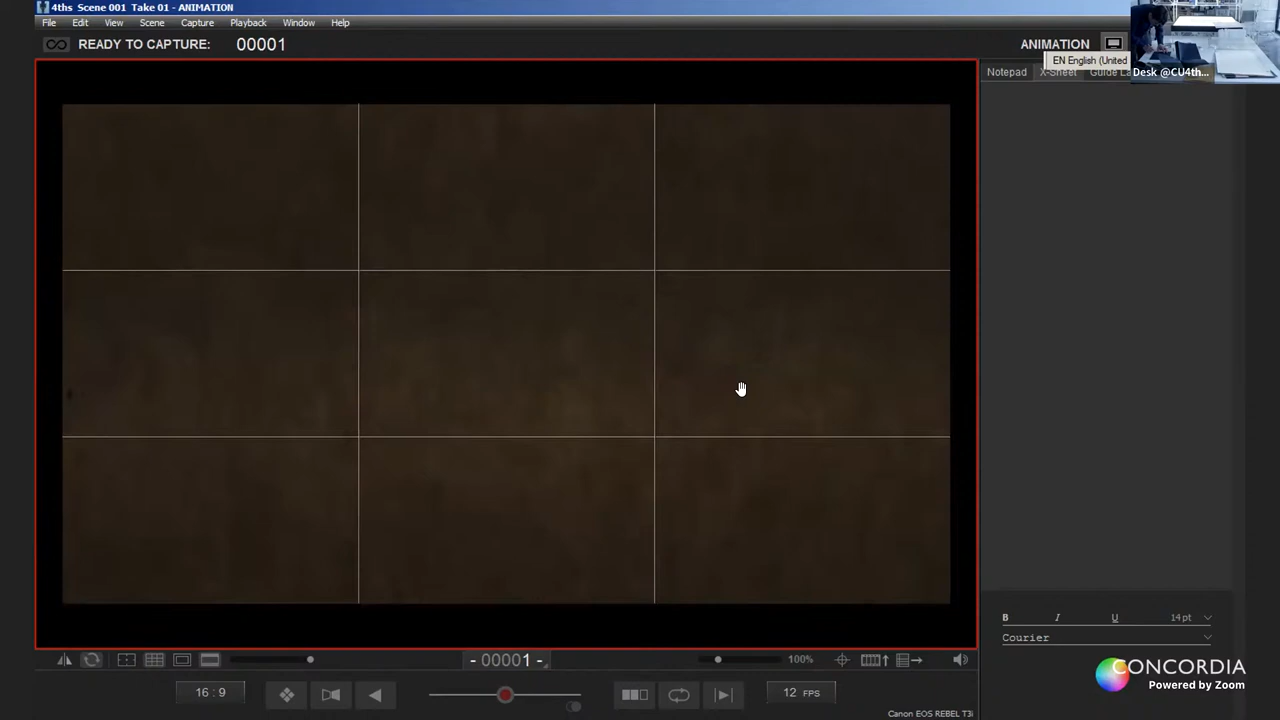 4ths Scene 001 Take 01 - ANIMATION
File Edit View Scene Capture Playback Window Help
READY TO CAPTURE: 00001
ANIMATION
EN English (United
Desk @CU4th...
Notepad X-Sheet Guide La
B I U 14pt
Courier
- 00001 -
100%
16:9
12 FPS
CONCORDIA
Powered by Zoom
Canon EOS REBEL T3i